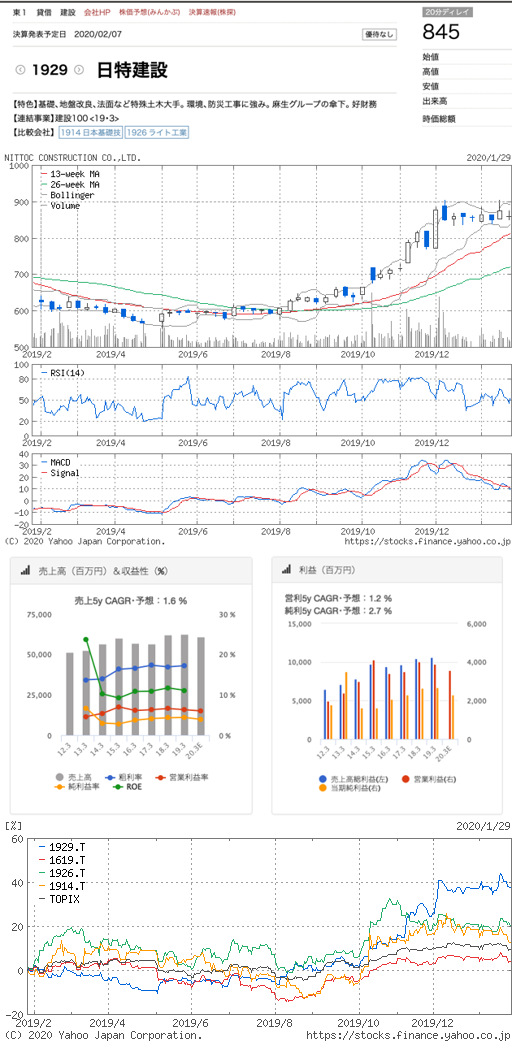 東1 貸借 建設 会社HP 株価予想(みんかぶ) 決算速報(株探)
20分ディレイ
845
決算発表予定日 2020/02/07
優待なし
1929 日特建設
始値
高値
安値
出来高
時価総額
【特色】基礎、地盤改良、法面など特殊土木大手。環境、防災工事に強み。麻生グループの傘下。好財務
【連結事業】建設100<19・3>
【比較会社】 1914 日本基礎技 1926 ライト工業
NITTOC CONSTRUCTION CO.,LTD. 2020/1/29
1000
900
800
700
600
500
13-week MA
26-week MA
Bollinger
Volume
2019/2 2019/4 2019/6 2019/8 2019/10 2019/12
100
80
60
40
20
0
RSI(14)
2019/2 2019/4 2019/6 2019/8 2019/10 2019/12
40
30
20
10
0
-10
-20
MACD
Signal
2019/2 2019/4 2019/6 2019/8 2019/10 2019/12
(C) 2020 Yahoo Japan Corporation. https://stocks.finance.yahoo.co.jp
売上高（百万円）＆収益性（%）
売上5y CAGR・予想：1.6 %
75,000
50,000
25,000
0
30 %
20 %
10 %
0 %
12.3 13.3 14.3 15.3 16.3 17.3 18.3 19.3 20.3E
売上高 粗利率 営業利益率
純利益率 ROE
利益（百万円）
営利5y CAGR・予想：1.2 %
純利5y CAGR・予想：2.7 %
15,000
10,000
5,000
0
6,000
4,000
2,000
0
12.3 13.3 14.3 15.3 16.3 17.3 18.3 19.3 20.3E
売上高総利益(左) 営業利益(右)
当期純利益(右)
[%] 2020/1/29
60
40
20
0
-20
1929.T
1619.T
1926.T
1914.T
TOPIX
2019/2 2019/4 2019/6 2019/8 2019/10 2019/12
(C) 2020 Yahoo Japan Corporation. https://stocks.finance.yahoo.co.jp